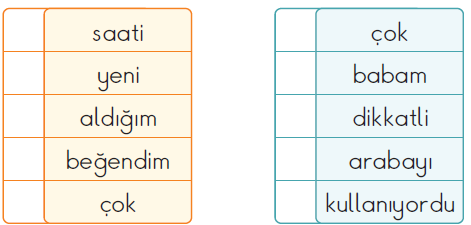 saati
yeni
aldığım
beğendim
çok
çok
babam
dikkatli
arabayı
kullanıyordu